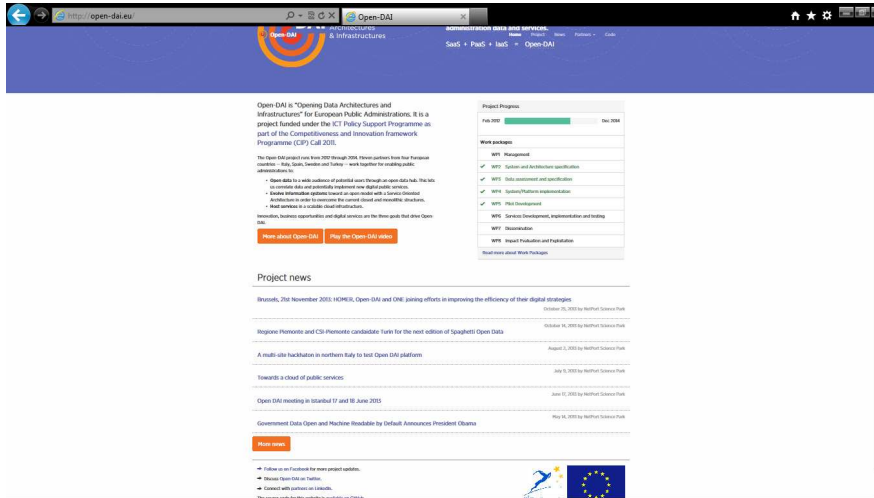 http://open-dai.eu/
Open-DAI
Open-DAI
Architectures
& Infrastructures
administration data and services.
Home Project News Partners Code
SaaS + PaaS + IaaS = Open-DAI
Open-DAI is "Opening Data Architectures and
Infrastructures" for European Public Administrations. It is a
project funded under the ICT Policy Support Programme as
part of the Competitiveness and Innovation framework
Programme (CIP) Call 2011.
The Open-DAI project runs from 2012 through 2014. Eleven partners from four European
countries — Italy, Spain, Sweden and Turkey — work together for enabling public
administrations to:
• Open data to a wide audience of potential users through an open data hub. This lets
us correlate data and potentially implement new digital public services.
• Evolve information systems toward an open model with a Service Oriented
Architecture in order to overcome the current closed and monolithic structures.
• Host services in a scalable cloud infrastructure.
Innovation, business opportunities and digital services are the three goals that drive Open-
DAI.
More about Open-DAI
Play the Open-DAI video
Project Progress
Feb 2012 Dec 2014
Work packages
WP1 Management
WP2 System and Architecture specification
WP3 Data assessment and specification
WP4 System/Platform implementation
WP5 Pilot Development
WP6 Services Development, implementation and testing
WP7 Dissemination
WP8 Impact Evaluation and Exploitation
Read more about Work Packages
Project news
Brussels, 21st November 2013: HOMER, Open-DAI and ONE joining efforts in improving the efficiency of their digital strategies
October 25, 2013 by NetPort Science Park
Regione Piemonte and CSI-Piemonte candaidate Turin for the next edition of Spaghetti Open Data
October 14, 2013 by NetPort Science Park
A multi-site hackhaton in northern Italy to test Open DAI platform
August 2, 2013 by NetPort Science Park
Towards a cloud of public services
July 9, 2013 by NetPort Science Park
Open DAI meeting in Istanbul 17 and 18 June 2013
June 17, 2013 by NetPort Science Park
Government Data Open and Machine Readable by Default Announces President Obama
May 14, 2013 by NetPort Science Park
More news
Follow us on Facebook for more project updates.
Discuss Open-DAI on Twitter.
Connect with partners on LinkedIn.
The source code for this website is available on GitHub.